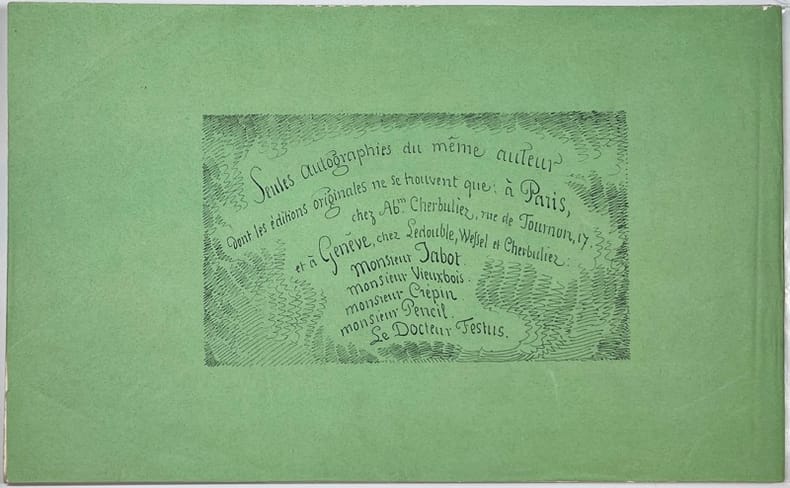 Seules autographies du même auteur
dont les éditions originales ne se trouvent que: à Paris,
chez Abm. Cherbuliez, rue de Tournon, 17,
et à Genève, chez Ledouble, Wessel et Cherbuliez:
monsieur Jabot.
monsieur Vieuxbois.
monsieur Crépin.
monsieur Pencil.
Le Docteur Festus.